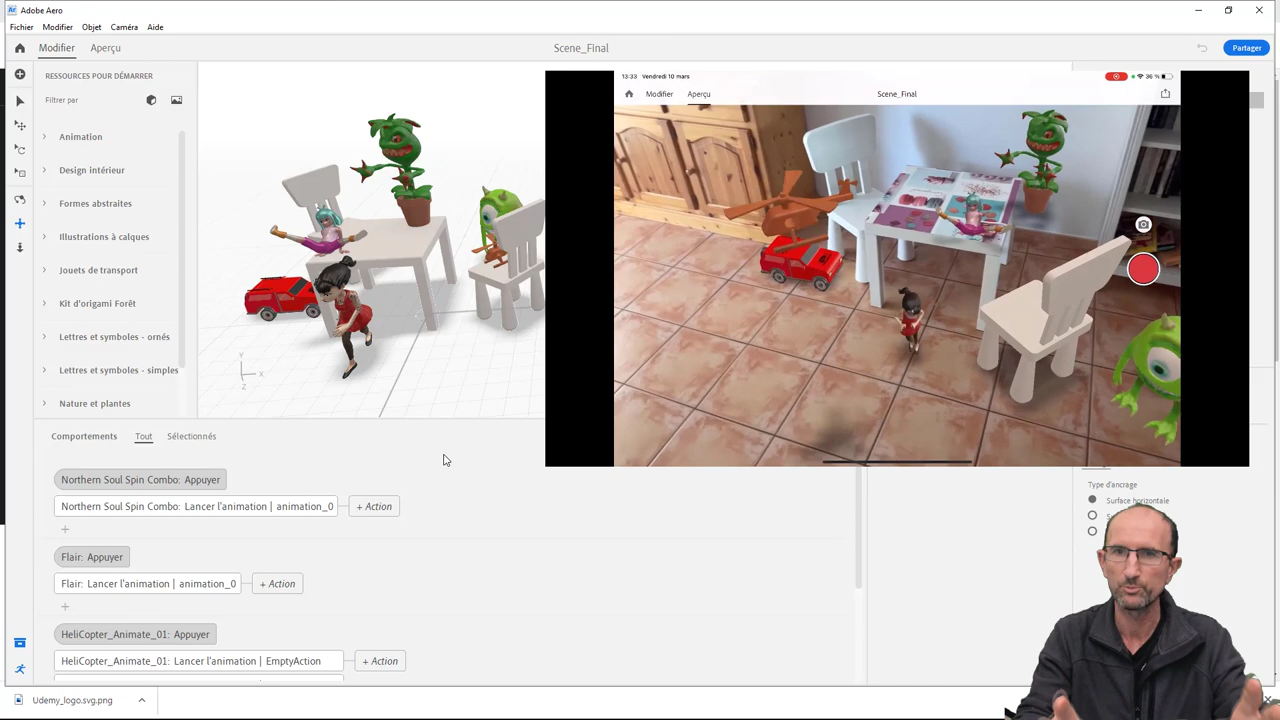 Adobe Aero
Fichier Modifier Objet Caméra Aide
Modifier Aperçu
Scene_Final
Partager
RESSOURCES POUR DÉMARRER
Filtrer par
Animation
Design intérieur
Formes abstraites
Illustrations à calques
Jouets de transport
Kit d'origami Forêt
Lettres et symboles - ornés
Lettres et symboles - simples
Nature et plantes
Y
X
Z
13:33 Vendredi 10 mars
36 %
Modifier Aperçu
Scene_Final
Comportements Tout Sélectionnés
Northern Soul Spin Combo: Appuyer
Northern Soul Spin Combo: Lancer l'animation | animation_0
+ Action
Flair: Appuyer
Flair: Lancer l'animation | animation_0
+ Action
HeliCopter_Animate_01: Appuyer
HeliCopter_Animate_01: Lancer l'animation | EmptyAction
+ Action
Type d'ancrage
Surface horizontale
Udemy_logo.svg.png